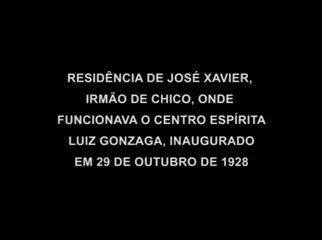 RESIDÊNCIA DE JOSÉ XAVIER,
IRMÃO DE CHICO, ONDE
FUNCIONAVA O CENTRO ESPÍRITA
LUIZ GONZAGA, INAUGURADO
EM 29 DE OUTUBRO DE 1928